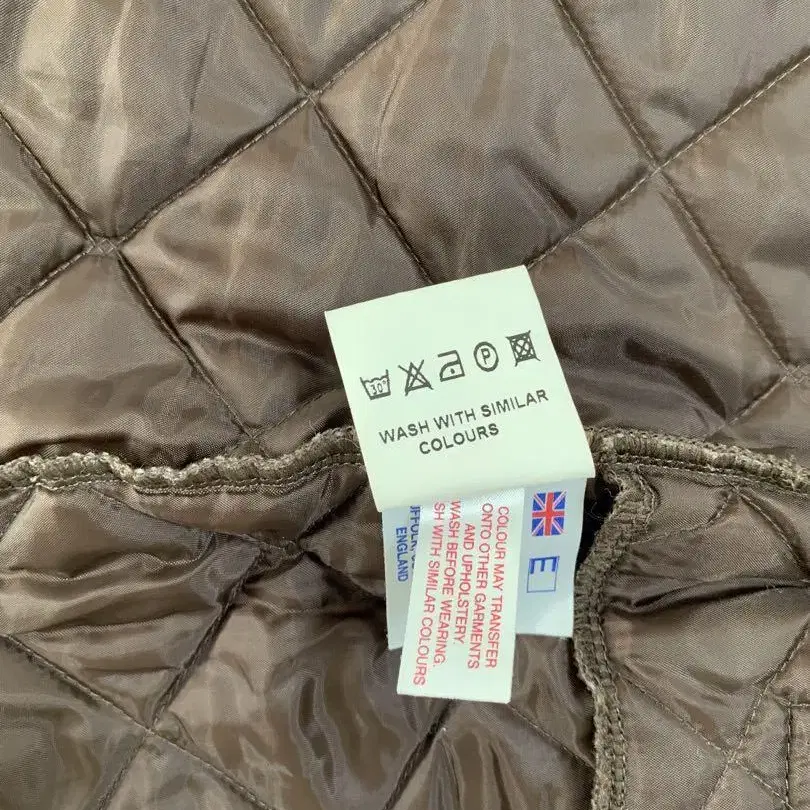 30°
P
WASH WITH SIMILAR
COLOURS
COLOUR MAY TRANSFER
ONTO OTHER GARMENTS
AND UPHOLSTERY.
WASH BEFORE WEARING.
SH WITH SIMILAR COLOURS
E
ENGLAND